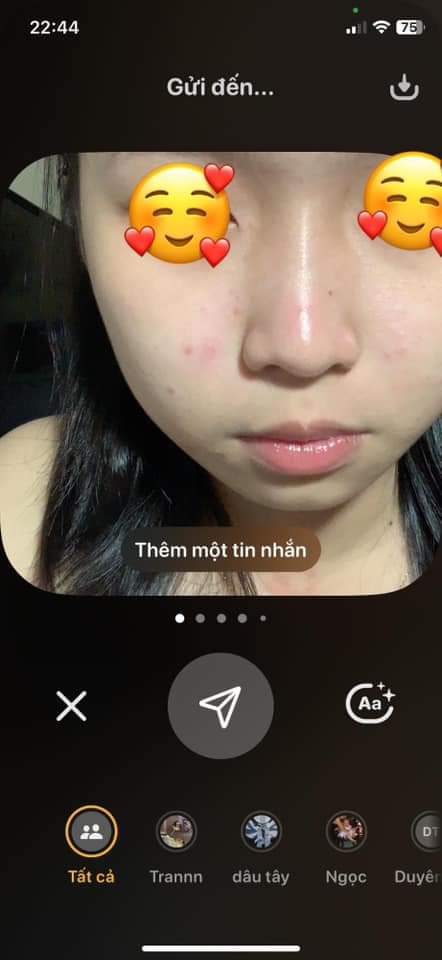 22:44
75
Gửi đến...
Thêm một tin nhắn
Aa
Tất cả
Trannn
dâu tây
Ngọc
DT
Duyên